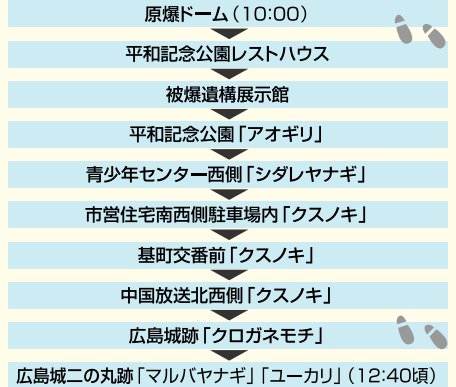 原爆ドーム（10：00）
平和記念公園レストハウス
被爆遺構展示館
平和記念公園「アオギリ」
青少年センター西側「シダレヤナギ」
市営住宅南西側駐車場内「クスノキ」
基町交番前「クスノキ」
中国放送北西側「クスノキ」
広島城跡「クロガネモチ」
広島城二の丸跡「マルバヤナギ」「ユーカリ」（12：40頃）